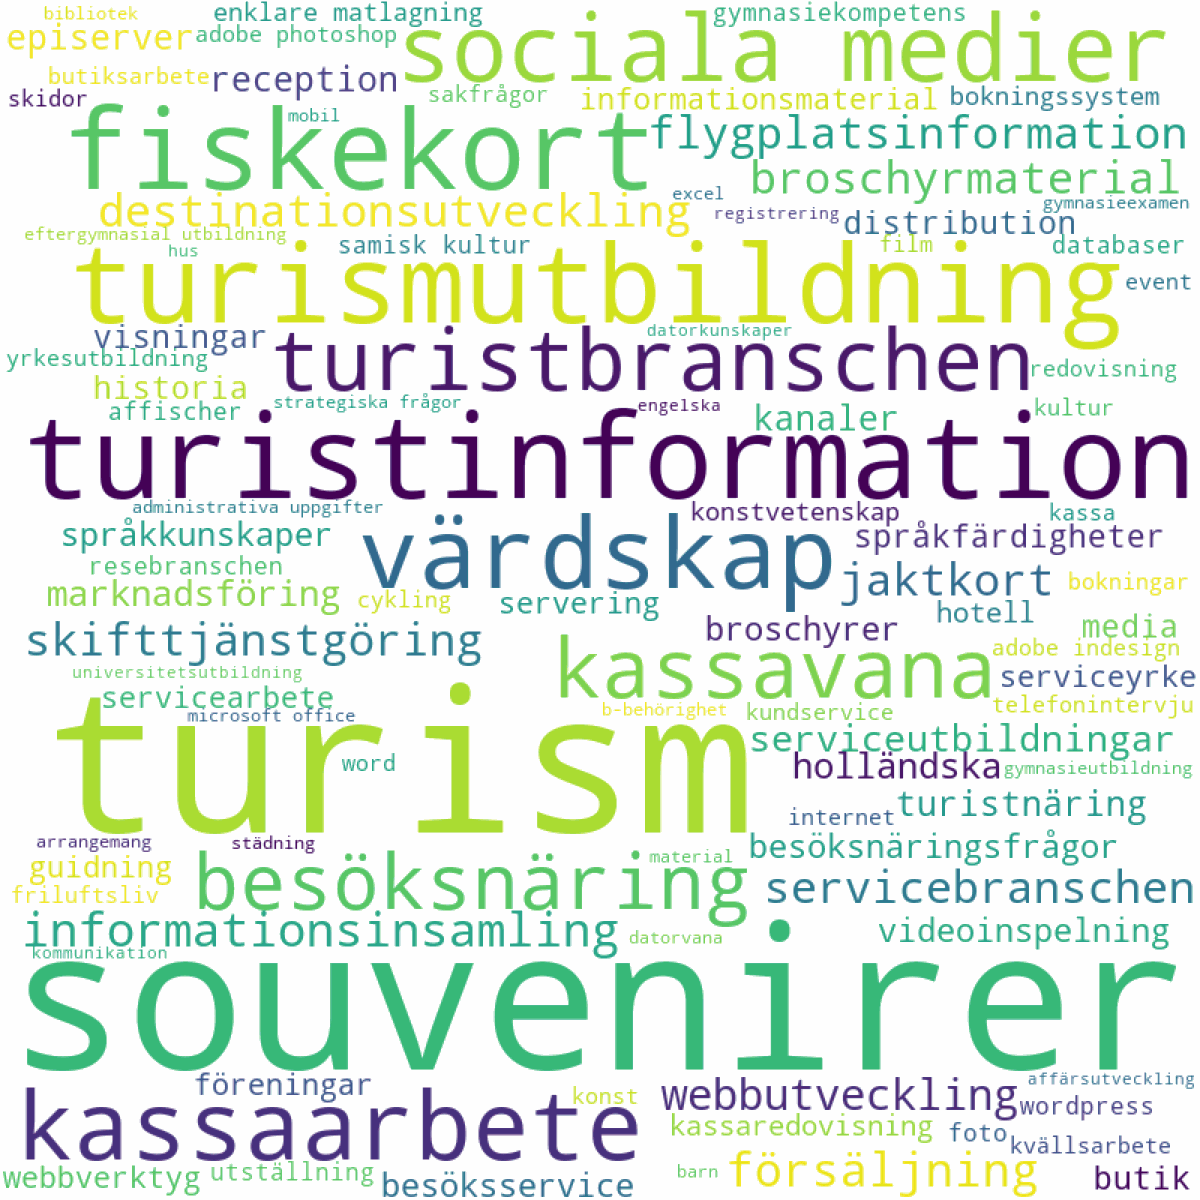 bibliotek
enklare matlagning
gymnasiekompetens
episerver
adobe photoshop
sociala medier
butiksarbete
reception
skidor
sakfrågor
informationsmaterial
bokningssystem
mobil
fiskekort
flygplatsinformation
broschyrmaterial
destinationsutveckling
excel
registrering
gymnasieexamen
distribution
eftergymnasial utbildning
hus
samisk kultur
film
databaser
turismutbildning
event
visningar
datorkunskaper
yrkesutbildning
turistbranschen
redovisning
historia
affischer
strategiska frågor
engelska
kanaler
kultur
turistinformation
administrativa uppgifter
konstvetenskap
kassa
språkkunskaper
värdskap
språkfärdigheter
resebranschen
jaktkort
bokningar
marknadsföring
cykling
servering
hotell
skifttjänstgöring
broschyrer
media
kassavana
adobe indesign
universitetsutbildning
serviceyrke
servicearbete
microsoft office
b-behörighet
kundservice
telefonintervju
turism
serviceutbildningar
word
holländska
gymnasieutbildning
turistnäring
internet
arrangemang
städning
besöksnäringsfrågor
guidning
besöksnäring
material
friluftsliv
servicebranschen
informationsinsamling
datorvana
videoinspelning
kommunikation
souvenirer
föreningar
konst
webbutveckling
affärsutveckling
kassaarbete
wordpress
kassaredovisning
foto
kvällsarbete
webbverktyg
utställning
besöksservice
barn
försäljning
butik